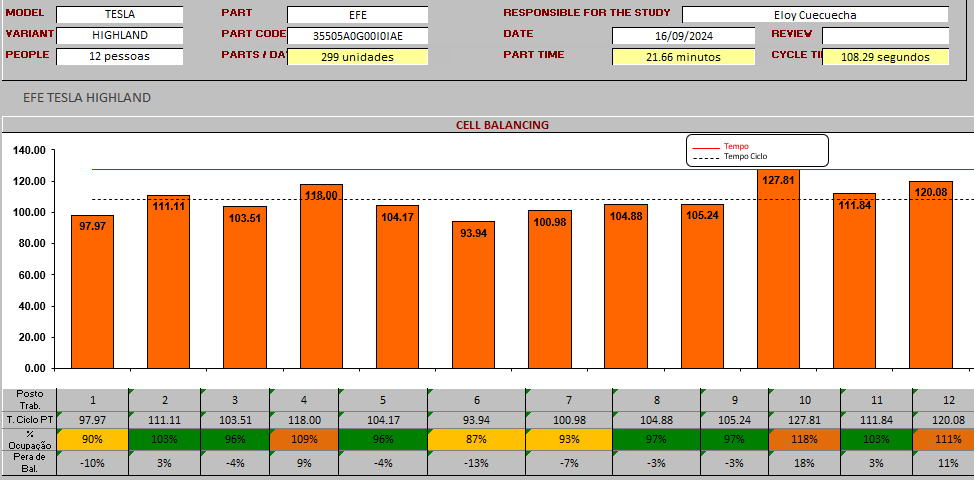 MODEL TESLA PART EFE RESPONSIBLE FOR THE STUDY Eloy Cuecuecha
VARIANT HIGHLAND PART CODE 35505A0G00I0IAE DATE 16/09/2024 REVIEW
PEOPLE 12 pessoas PARTS / DA 299 unidades PART TIME 21.66 minutos CYCLE TI 108.29 segundos
EFE TESLA HIGHLAND
CELL BALANCING
Tempo
Tempo Ciclo
140.00
120.00
100.00
80.00
60.00
40.00
20.00
0.00
97.97 111.11 103.51 118.00 104.17 93.94 100.98 104.88 105.24 127.81 111.84 120.08
Posto Trab. 1 2 3 4 5 6 7 8 9 10 11 12
T. Ciclo PT 97.97 111.11 103.51 118.00 104.17 93.94 100.98 104.88 105.24 127.81 111.84 120.08
% Ocupação 90% 103% 96% 109% 96% 87% 93% 97% 97% 118% 103% 111%
Pera de Bal. -10% 3% -4% 9% -4% -13% -7% -3% -3% 18% 3% 11%